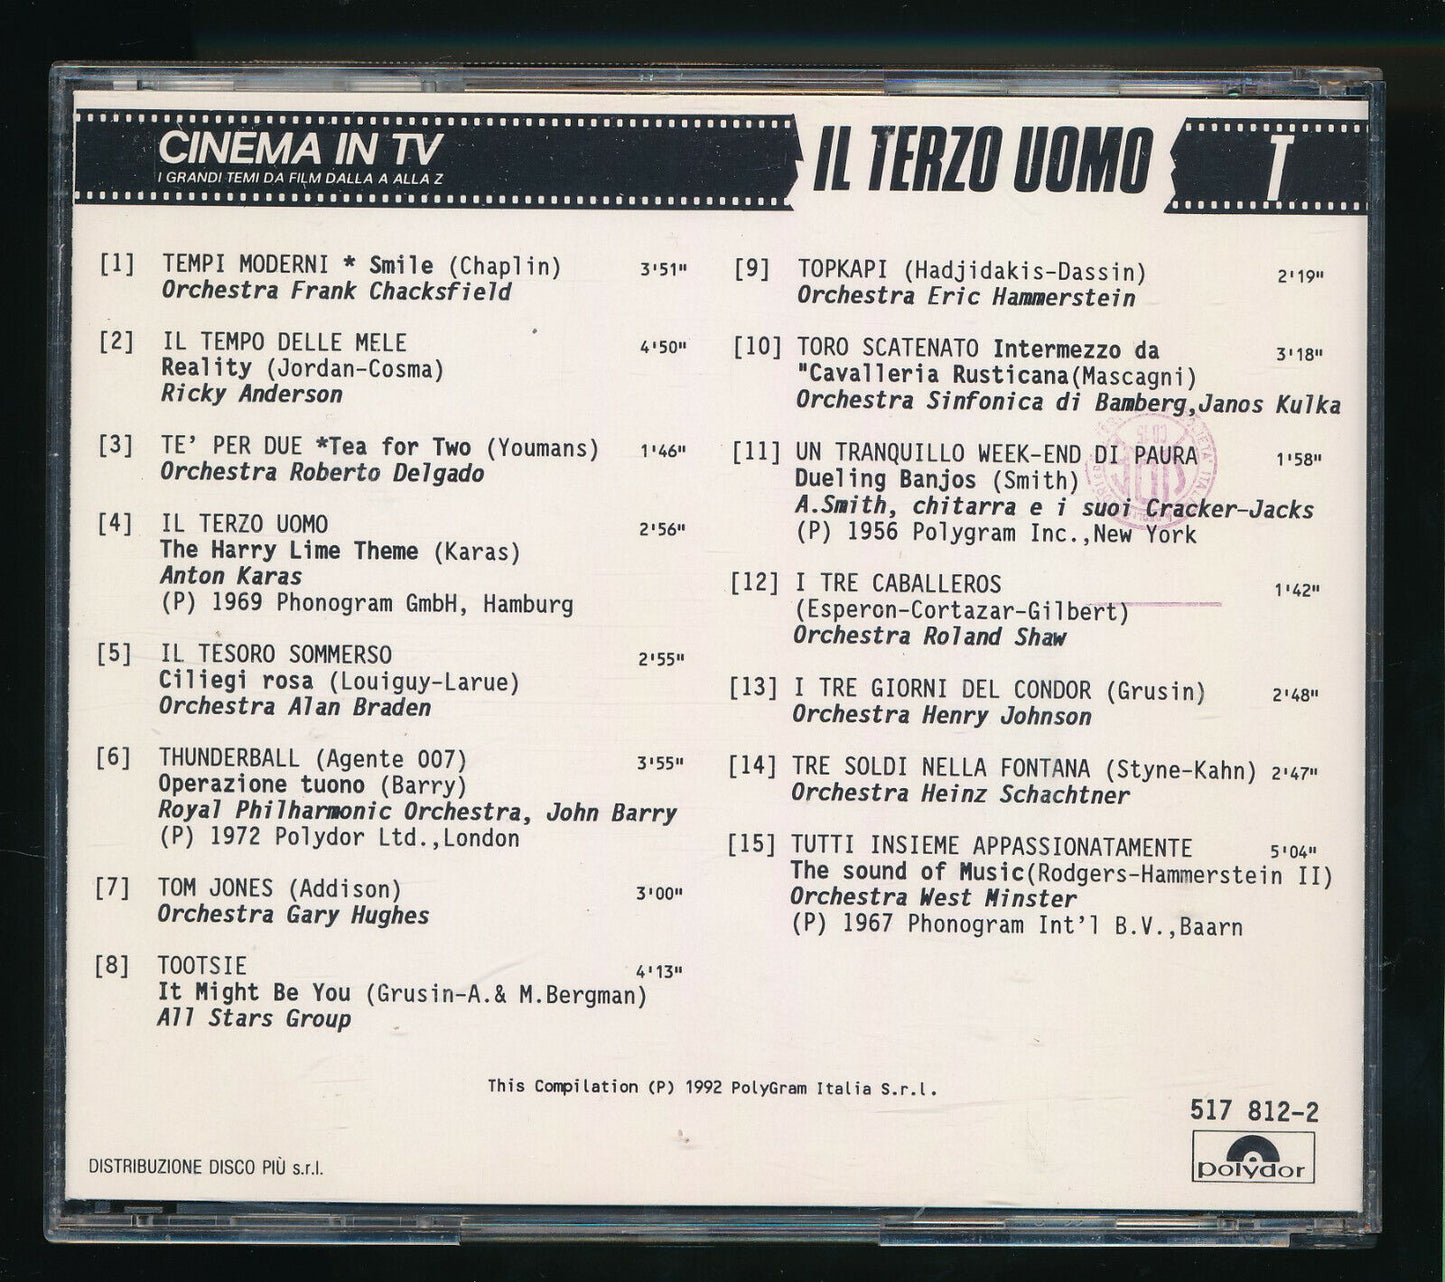 CINEMA IN TV
I GRANDI TEMI DA FILM DALLA A ALLA Z
IL TERZO UOMO
T
[1] TEMPI MODERNI * Smile (Chaplin) 3'51"
Orchestra Frank Chacksfield
[2] IL TEMPO DELLE MELE 4'50"
Reality (Jordan-Cosma)
Ricky Anderson
[3] TE' PER DUE *Tea for Two (Youmans) 1'46"
Orchestra Roberto Delgado
[4] IL TERZO UOMO 2'56"
The Harry Lime Theme (Karas)
Anton Karas
(P) 1969 Phonogram GmbH, Hamburg
[5] IL TESORO SOMMERSO 2'55"
Ciliegi rosa (Louiguy-Larue)
Orchestra Alan Braden
[6] THUNDERBALL (Agente 007) 3'55"
Operazione tuono (Barry)
Royal Philharmonic Orchestra, John Barry
(P) 1972 Polydor Ltd.,London
[7] TOM JONES (Addison) 3'00"
Orchestra Gary Hughes
[8] TOOTSIE 4'13"
It Might Be You (Grusin-A.& M.Bergman)
All Stars Group
[9] TOPKAPI (Hadjidakis-Dassin) 2'19"
Orchestra Eric Hammerstein
[10] TORO SCATENATO Intermezzo da 3'18"
"Cavalleria Rusticana(Mascagni)
Orchestra Sinfonica di Bamberg,Janos Kulka
[11] UN TRANQUILLO WEEK-END DI PAURA 1'58"
Dueling Banjos (Smith)
A.Smith, chitarra e i suoi Cracker-Jacks
(P) 1956 Polygram Inc.,New York
[12] I TRE CABALLEROS 1'42"
(Esperon-Cortazar-Gilbert)
Orchestra Roland Shaw
[13] I TRE GIORNI DEL CONDOR (Grusin) 2'48"
Orchestra Henry Johnson
[14] TRE SOLDI NELLA FONTANA (Styne-Kahn) 2'47"
Orchestra Heinz Schachtner
[15] TUTTI INSIEME APPASSIONATAMENTE 5'04"
The sound of Music(Rodgers-Hammerstein II)
Orchestra West Minster
(P) 1967 Phonogram Int'l B.V.,Baarn
This Compilation (P) 1992 PolyGram Italia S.r.l.
517 812-2
polydor
DISTRIBUZIONE DISCO PIÙ s.r.l.